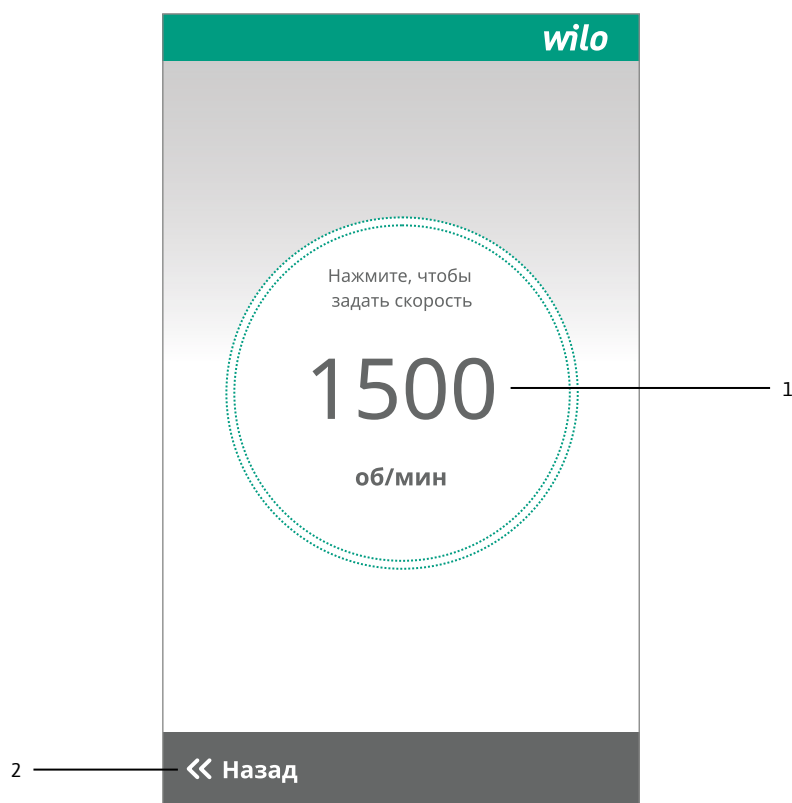 wilo
Нажмите, чтобы
задать скорость
1500
1
об/мин
2
Назад